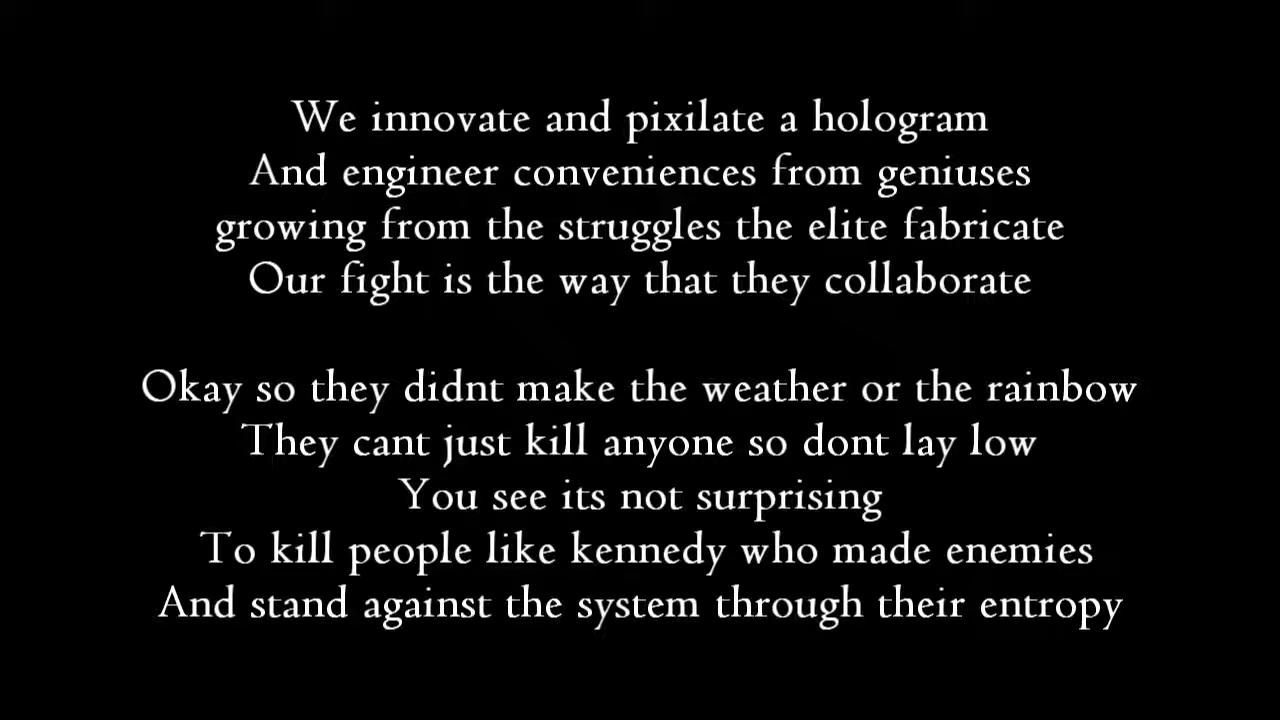 We innovate and pixilate a hologram
And engineer conveniences from geniuses
growing from the struggles the elite fabricate
Our fight is the way that they collaborate
Okay so they didnt make the weather or the rainbow
They cant just kill anyone so dont lay low
You see its not surprising
To kill people like kennedy who made enemies
And stand against the system through their entropy